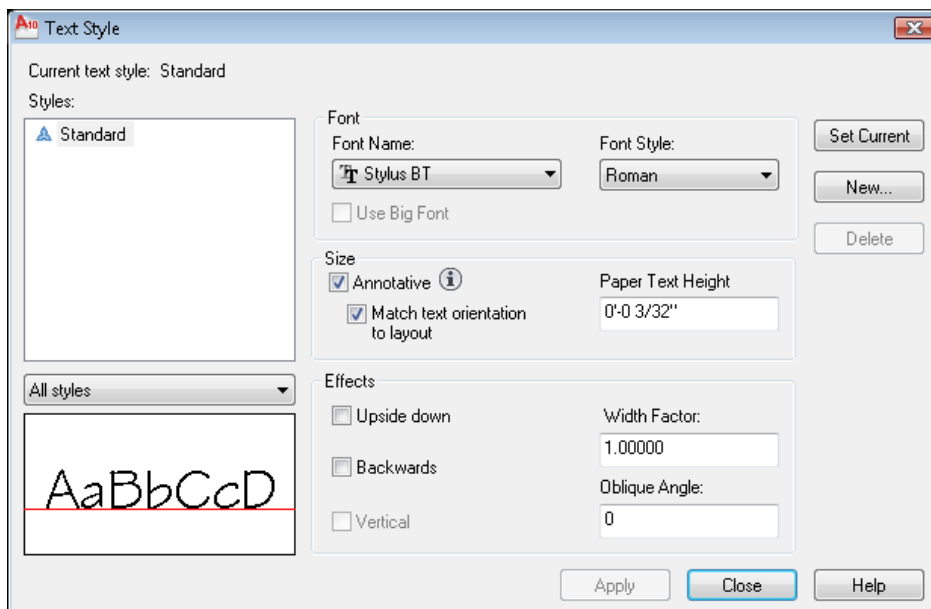 A10 Text Style
Current text style: Standard
Styles:
Standard
All styles
AaBbCcD
Font
Font Name:
Stylus BT
Font Style:
Roman
Use Big Font
Size
Annotative i
Match text orientation
to layout
Paper Text Height
0'-0 3/32"
Effects
Upside down
Backwards
Vertical
Width Factor:
1.00000
Oblique Angle:
0
Set Current
New...
Delete
Apply
Close
Help